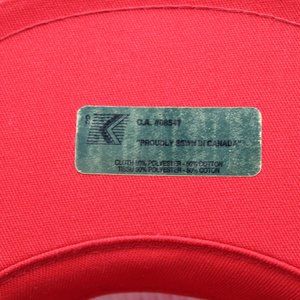 C.A. #08547
"PROUDLY SEWN IN CANADA"
CLOTH 50% POLYESTER - 50% COTTON
TISSU 50% POLYESTER - 50% COTON